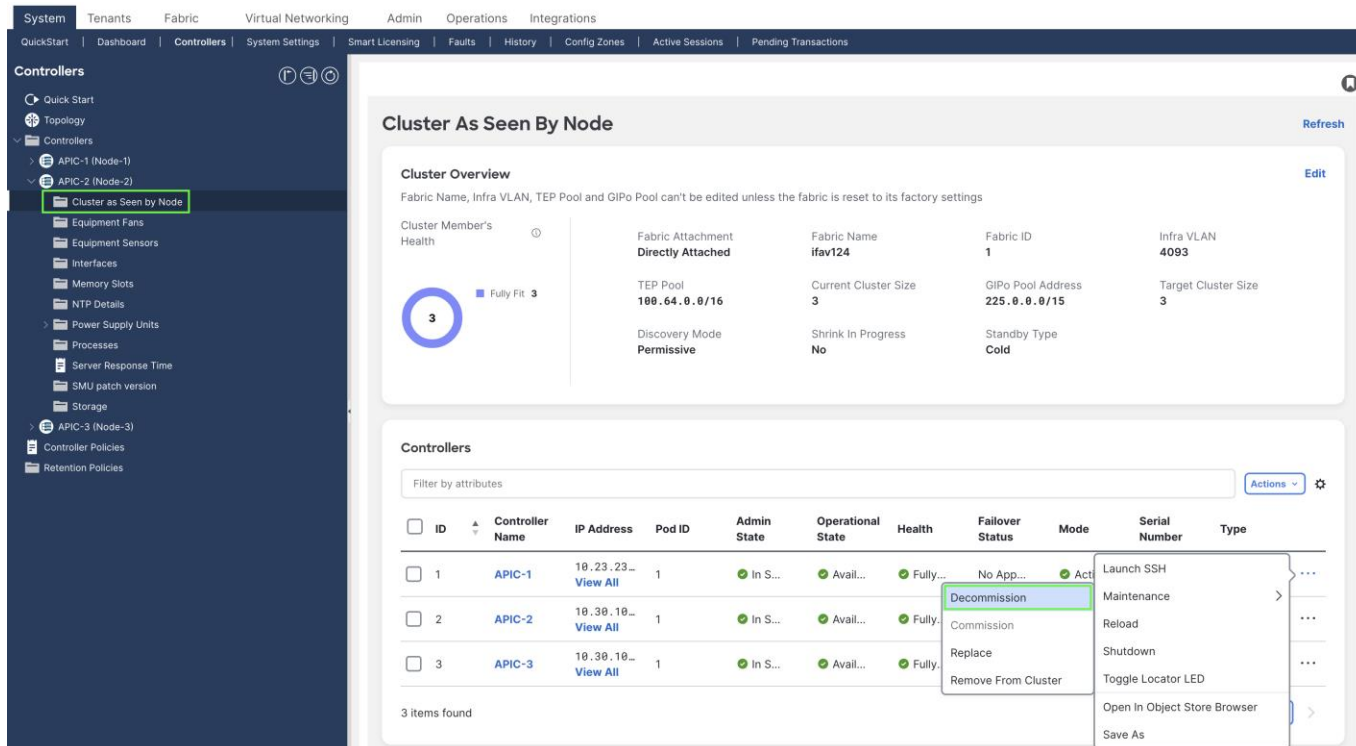 System Tenants Fabric Virtual Networking Admin Operations Integrations
QuickStart | Dashboard | Controllers | System Settings | Smart Licensing | Faults | History | Config Zones | Active Sessions | Pending Transactions
Controllers
Quick Start
Topology
Controllers
APIC-1 (Node-1)
APIC-2 (Node-2)
Cluster as Seen by Node
Equipment Fans
Equipment Sensors
Interfaces
Memory Slots
NTP Details
Power Supply Units
Processes
Server Response Time
SMU patch version
Storage
APIC-3 (Node-3)
Controller Policies
Retention Policies
Cluster As Seen By Node
Refresh
Cluster Overview
Edit
Fabric Name, Infra VLAN, TEP Pool and GIPo Pool can't be edited unless the fabric is reset to its factory settings
Cluster Member's
Health
3
Fully Fit 3
Fabric Attachment Fabric Name Fabric ID Infra VLAN
Directly Attached ifav124 1 4093
TEP Pool Current Cluster Size GIPo Pool Address Target Cluster Size
100.64.0.0/16 3 225.0.0.0/15 3
Discovery Mode Shrink In Progress Standby Type
Permissive No Cold
Controllers
Filter by attributes
Actions
ID Controller Name IP Address Pod ID Admin State Operational State Health Failover Status Mode Serial Number Type
1 APIC-1 10.23.23… View All 1 In S... Avail... Fully... No App... Acti
2 APIC-2 10.30.10… View All 1 In S... Avail... Fully.
3 APIC-3 10.30.10… View All 1 In S... Avail... Fully.
3 items found
Decommission
Commission
Replace
Remove From Cluster
Launch SSH
Maintenance
Reload
Shutdown
Toggle Locator LED
Open In Object Store Browser
Save As